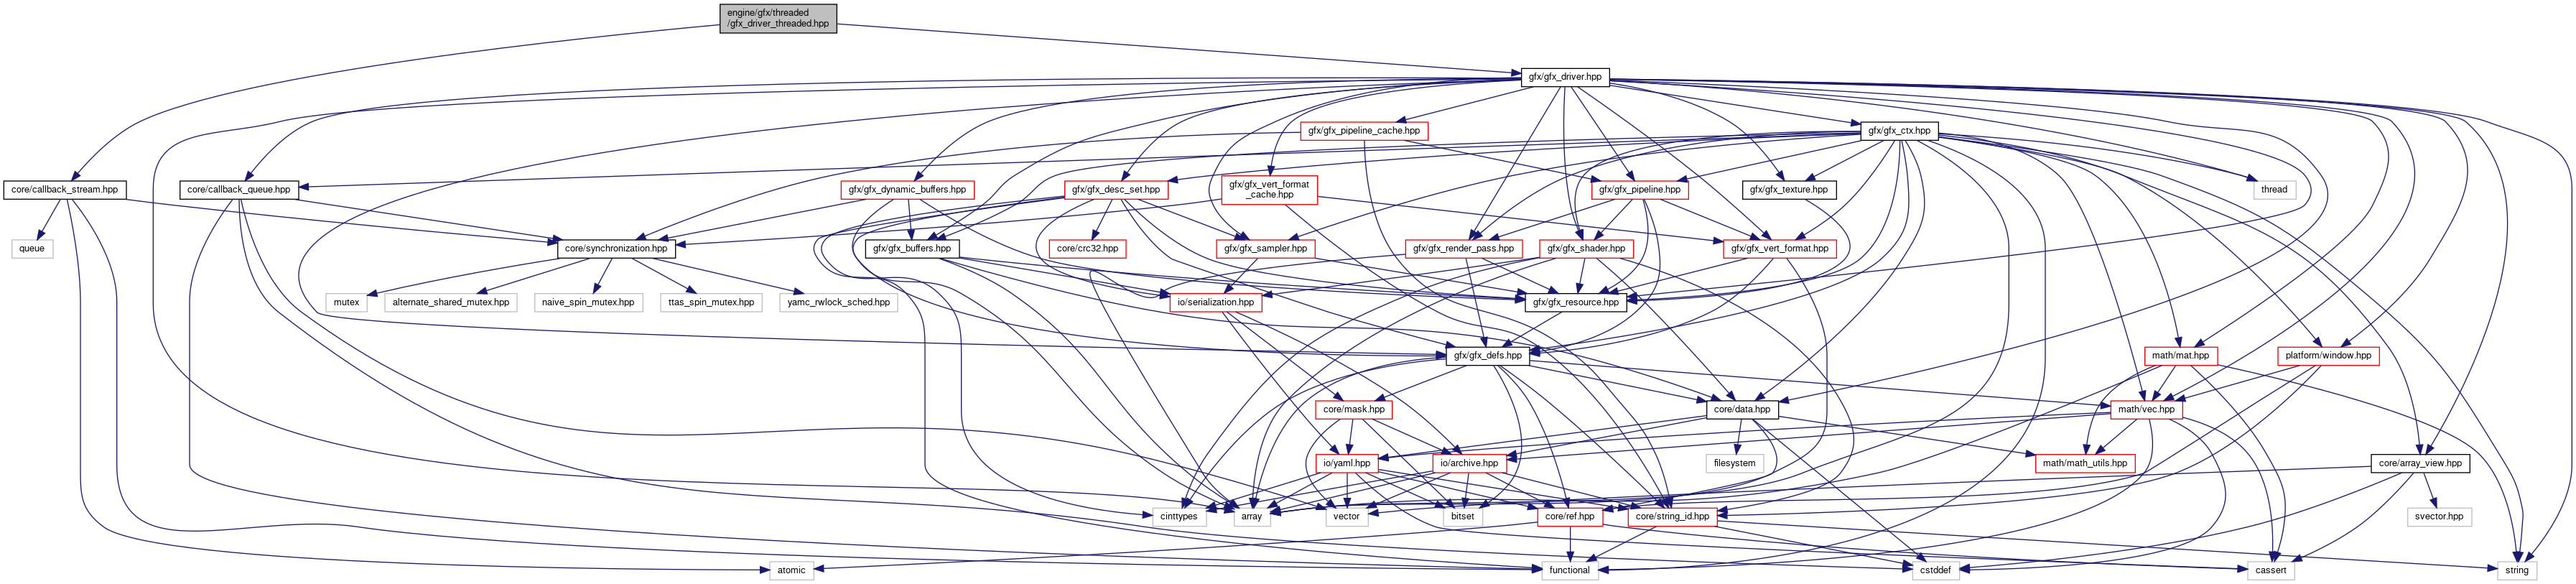 engine/gfx/threaded
/gfx_driver_threaded.hpp
gfx/gfx_driver.hpp
gfx/gfx_pipeline_cache.hpp
gfx/gfx_ctx.hpp
core/callback_stream.hpp
core/callback_queue.hpp
gfx/gfx_dynamic_buffers.hpp
gfx/gfx_desc_set.hpp
gfx/gfx_vert_format
_cache.hpp
gfx/gfx_pipeline.hpp
gfx/gfx_texture.hpp
thread
queue
core/synchronization.hpp
gfx/gfx_buffers.hpp
core/crc32.hpp
gfx/gfx_sampler.hpp
gfx/gfx_render_pass.hpp
gfx/gfx_shader.hpp
gfx/gfx_vert_format.hpp
mutex
alternate_shared_mutex.hpp
naive_spin_mutex.hpp
ttas_spin_mutex.hpp
yamc_rwlock_sched.hpp
io/serialization.hpp
gfx/gfx_resource.hpp
gfx/gfx_defs.hpp
math/mat.hpp
platform/window.hpp
core/mask.hpp
core/data.hpp
math/vec.hpp
io/yaml.hpp
io/archive.hpp
filesystem
math/math_utils.hpp
core/array_view.hpp
cinttypes
array
vector
bitset
core/ref.hpp
core/string_id.hpp
svector.hpp
atomic
functional
cstddef
cassert
string